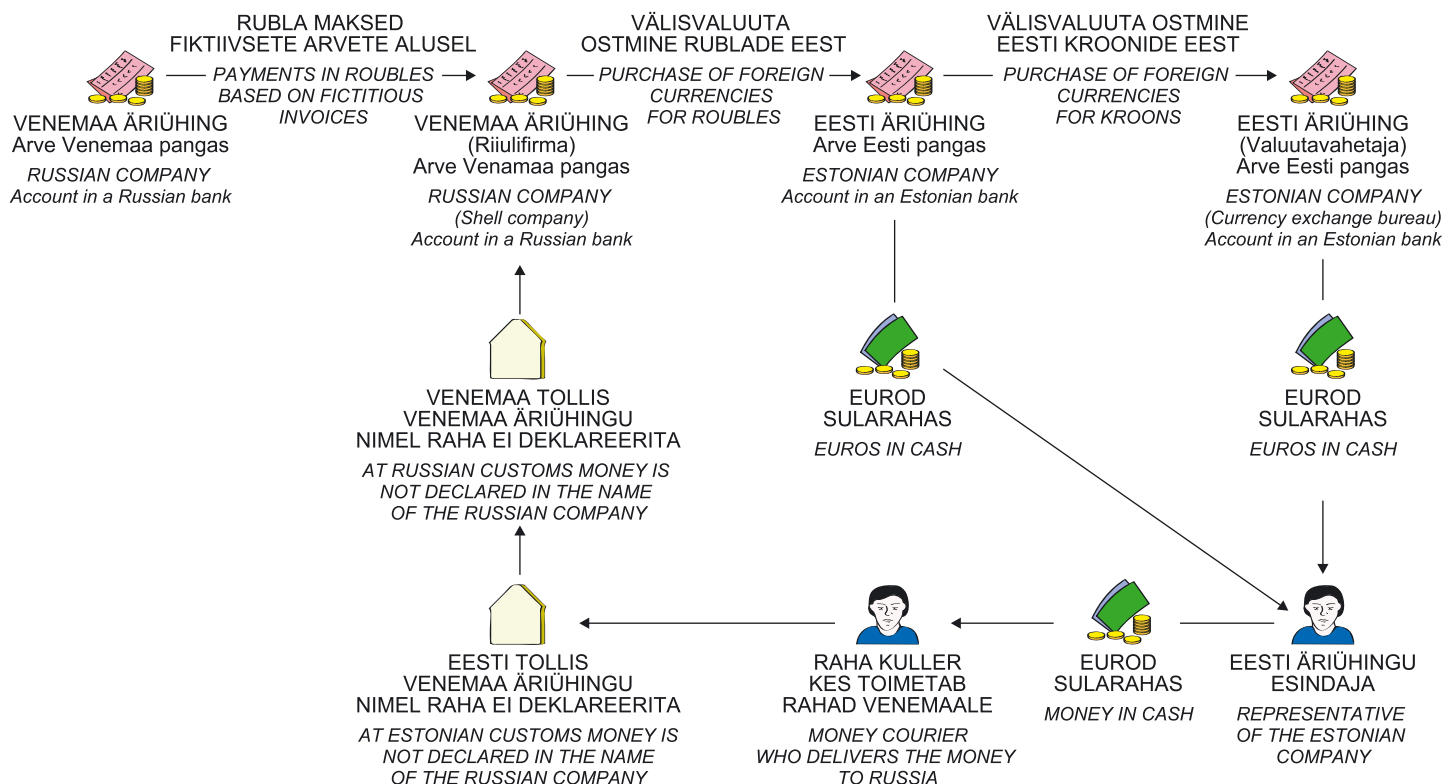 RUBLA MAKSED
FIKTIIVSETE ARVETE ALUSEL
PAYMENTS IN ROUBLES
BASED ON FICTITIOUS
INVOICES
VÄLISVALUUTA
OSTMINE RUBLADE EEST
PURCHASE OF FOREIGN
CURRENCIES
FOR ROUBLES
VÄLISVALUUTA OSTMINE
EESTI KROONIDE EEST
PURCHASE OF FOREIGN
CURRENCIES
FOR KROONS
VENEMAA ÄRIÜHING
Arve Venemaa pangas
RUSSIAN COMPANY
Account in a Russian bank
VENEMAA ÄRIÜHING
(Riiulifirma)
Arve Venamaa pangas
RUSSIAN COMPANY
(Shell company)
Account in a Russian bank
EESTI ÄRIÜHING
Arve Eesti pangas
ESTONIAN COMPANY
Account in an Estonian bank
EESTI ÄRIÜHING
(Valuutavahetaja)
Arve Eesti pangas
ESTONIAN COMPANY
(Currency exchange bureau)
Account in an Estonian bank
VENEMAA TOLLIS
VENEMAA ÄRIÜHINGU
NIMEL RAHA EI DEKLAREERITA
AT RUSSIAN CUSTOMS MONEY IS
NOT DECLARED IN THE NAME
OF THE RUSSIAN COMPANY
EUROD
SULARAHAS
EUROS IN CASH
EUROD
SULARAHAS
EUROS IN CASH
EESTI TOLLIS
VENEMAA ÄRIÜHINGU
NIMEL RAHA EI DEKLAREERITA
AT ESTONIAN CUSTOMS MONEY IS
NOT DECLARED IN THE NAME
OF THE RUSSIAN COMPANY
RAHA KULLER
KES TOIMETAB
RAHAD VENEMAALE
MONEY COURIER
WHO DELIVERS THE MONEY
TO RUSSIA
EUROD
SULARAHAS
MONEY IN CASH
EESTI ÄRIÜHINGU
ESINDAJA
REPRESENTATIVE
OF THE ESTONIAN
COMPANY